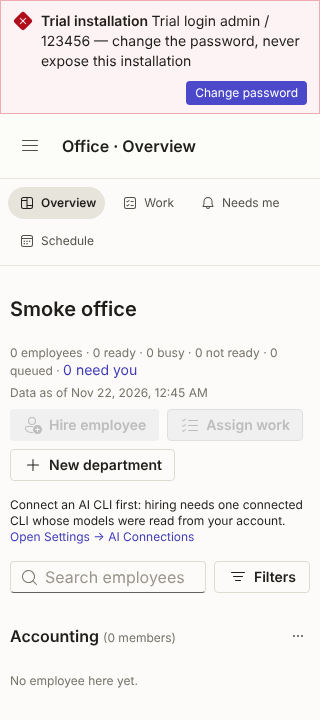 Trial installation Trial login admin /
123456 — change the password, never
expose this installation
Change password
Office · Overview
Overview
Work
Needs me
Schedule
Smoke office
0 employees · 0 ready · 0 busy · 0 not ready · 0
queued · 0 need you
Data as of Nov 22, 2026, 12:45 AM
Hire employee
Assign work
New department
Connect an AI CLI first: hiring needs one connected
CLI whose models were read from your account.
Open Settings → AI Connections
Search employees
Filters
Accounting (0 members)
No employee here yet.